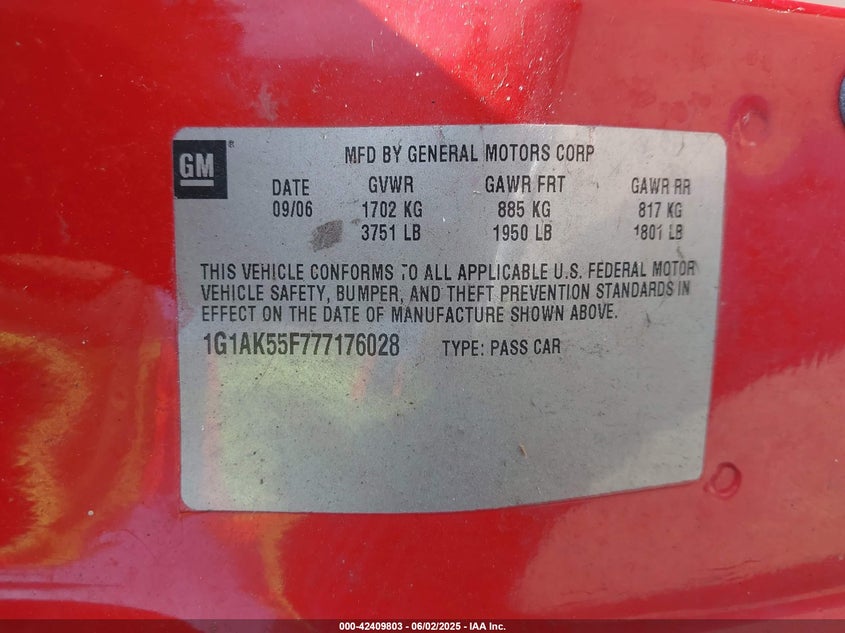 GM®
MFD BY GENERAL MOTORS CORP
DATE GVWR GAWR FRT GAWR RR
09/06 1702 KG 885 KG 817 KG
3751 LB 1950 LB 1801 LB
THIS VEHICLE CONFORMS TO ALL APPLICABLE U.S. FEDERAL MOTOR
VEHICLE SAFETY, BUMPER, AND THEFT PREVENTION STANDARDS IN
EFFECT ON THE DATE OF MANUFACTURE SHOWN ABOVE.
1G1AK55F777176028 TYPE: PASS CAR
000-42409803 / 06/02/2025 - IAA Inc.